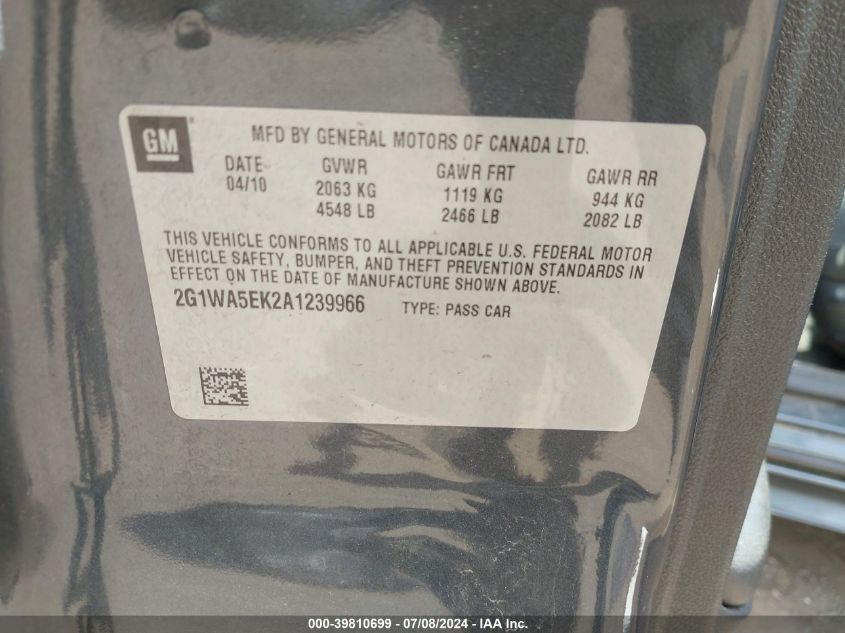 GM ®
MFD BY GENERAL MOTORS OF CANADA LTD.
DATE GVWR GAWR FRT GAWR RR
04/10 2063 KG 1119 KG 944 KG
4548 LB 2466 LB 2082 LB
THIS VEHICLE CONFORMS TO ALL APPLICABLE U.S. FEDERAL MOTOR
VEHICLE SAFETY, BUMPER, AND THEFT PREVENTION STANDARDS IN
EFFECT ON THE DATE OF MANUFACTURE SHOWN ABOVE.
2G1WA5EK2A1239966 TYPE: PASS CAR
000-39810699 - 07/08/2024 - IAA Inc.